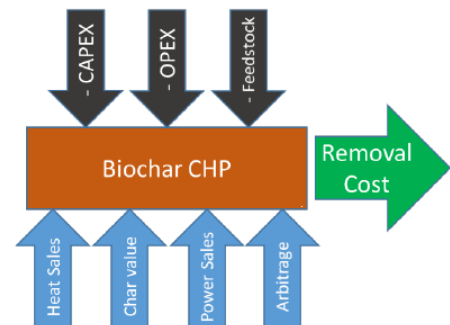 - CAPEX
- OPEX
- Feedstock
Biochar CHP
Removal
Cost
Heat Sales
Char value
Power Sales
Arbitrage